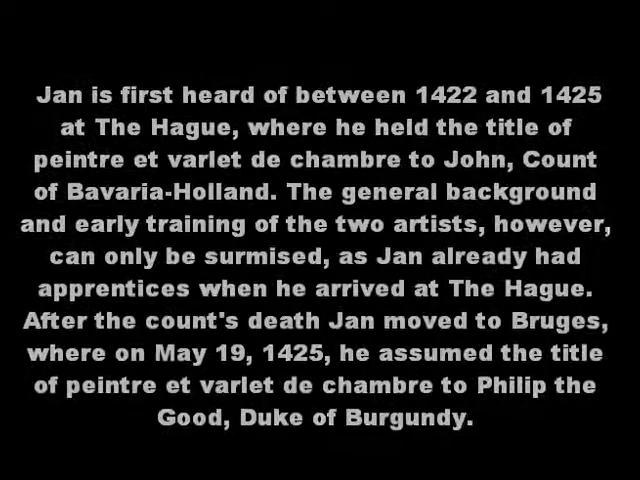 Jan is first heard of between 1422 and 1425
at The Hague, where he held the title of
peintre et varlet de chambre to John, Count
of Bavaria-Holland. The general background
and early training of the two artists, however,
can only be surmised, as Jan already had
apprentices when he arrived at The Hague.
After the count's death Jan moved to Bruges,
where on May 19, 1425, he assumed the title
of peintre et varlet de chambre to Philip the
Good, Duke of Burgundy.